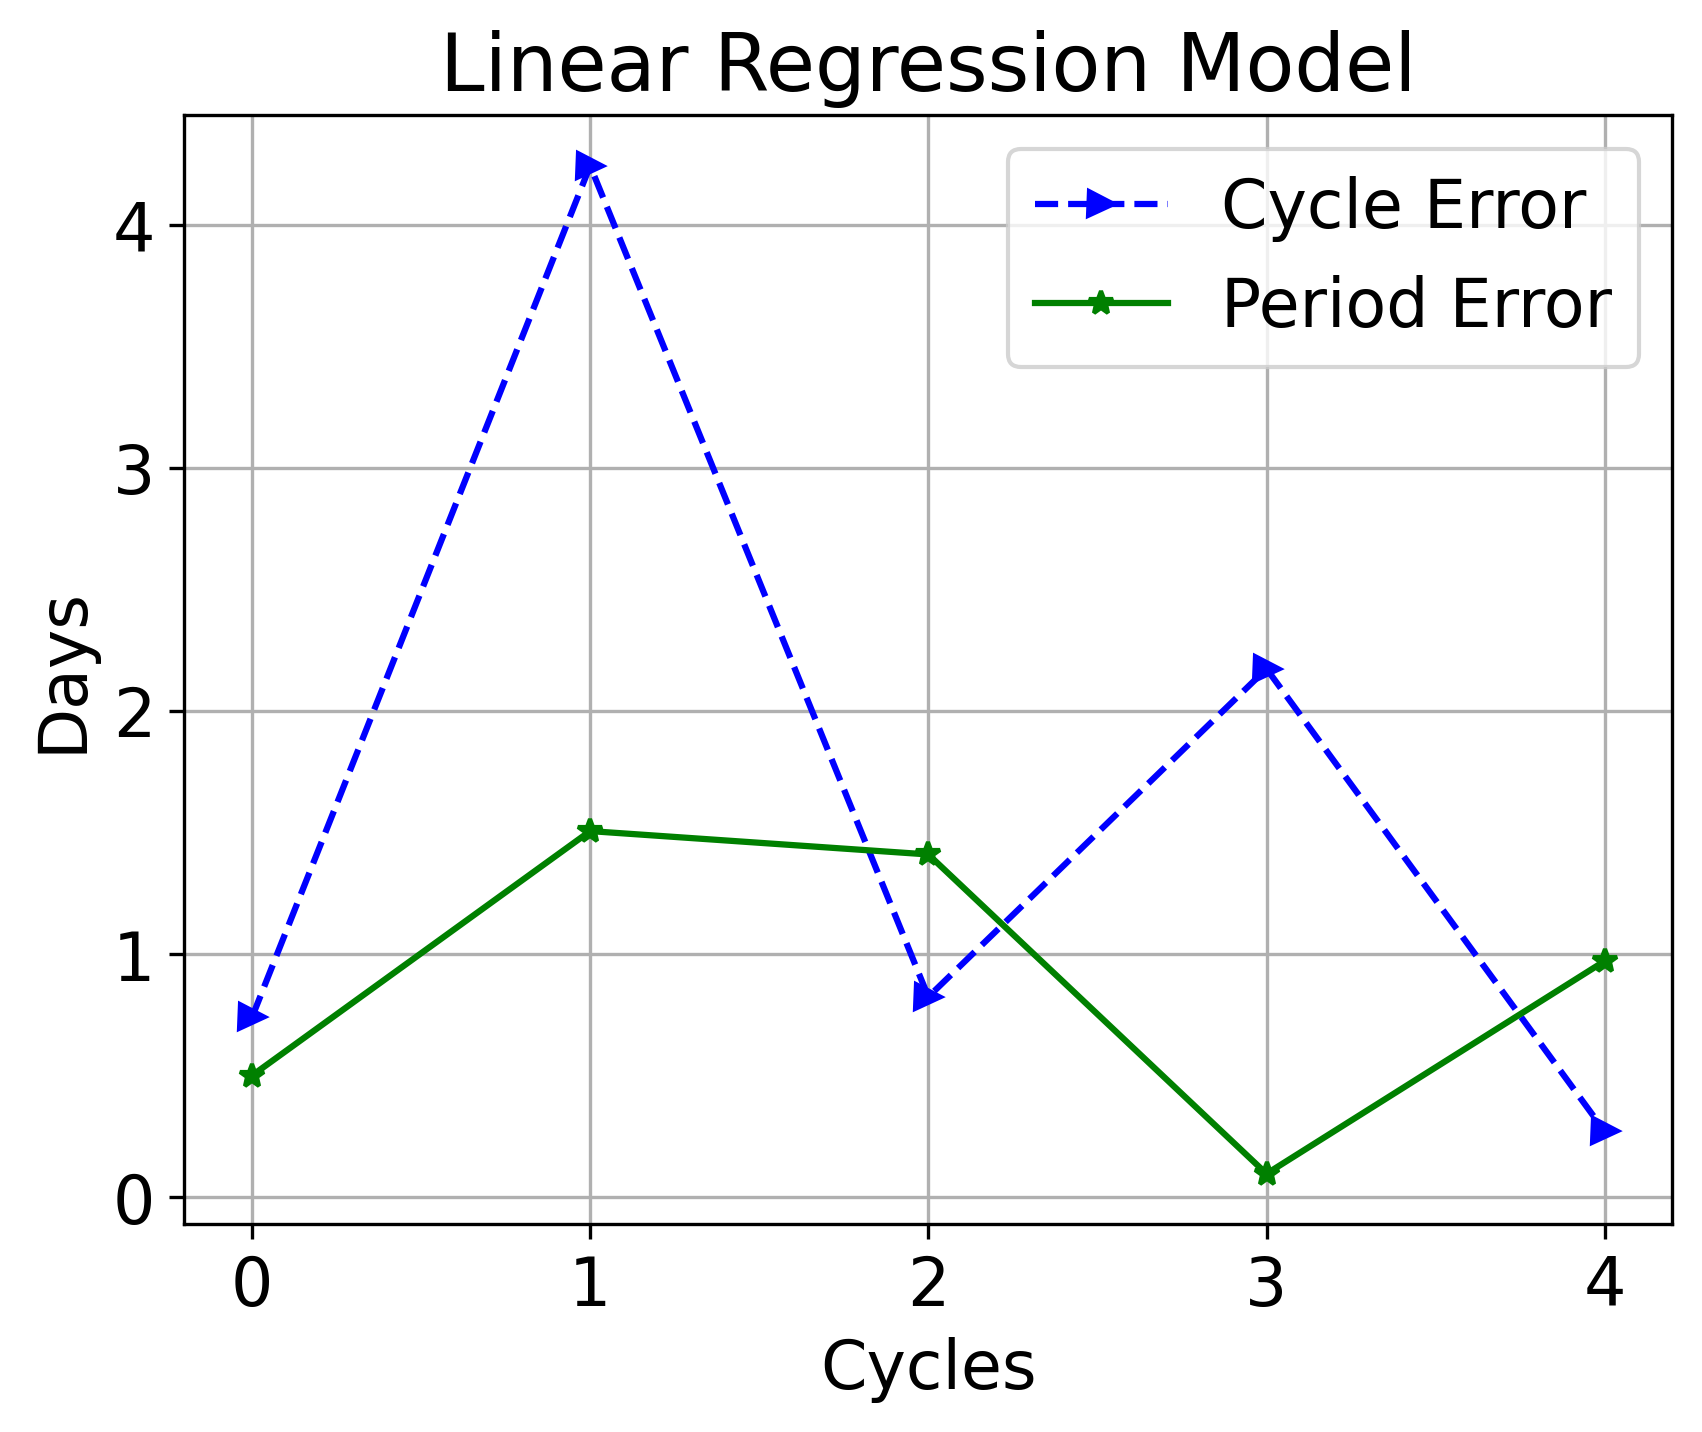 Linear Regression Model
Cycle Error
Period Error
4
3
2
1
0
Days
0 1 2 3 4
Cycles